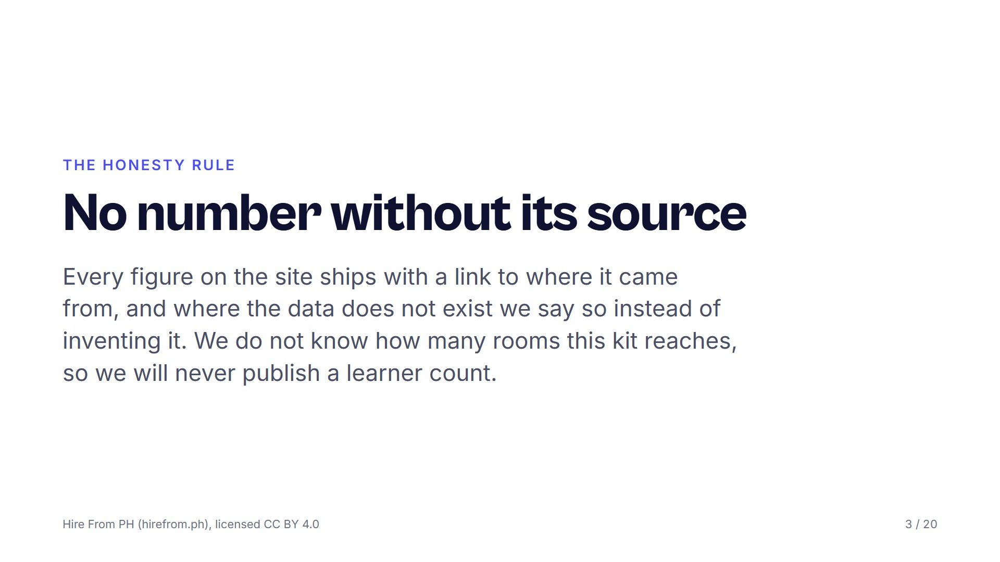 THE HONESTY RULE
No number without its source
Every figure on the site ships with a link to where it came
from, and where the data does not exist we say so instead of
inventing it. We do not know how many rooms this kit reaches,
so we will never publish a learner count.
Hire From PH (hirefrom.ph), licensed CC BY 4.0
3 / 20